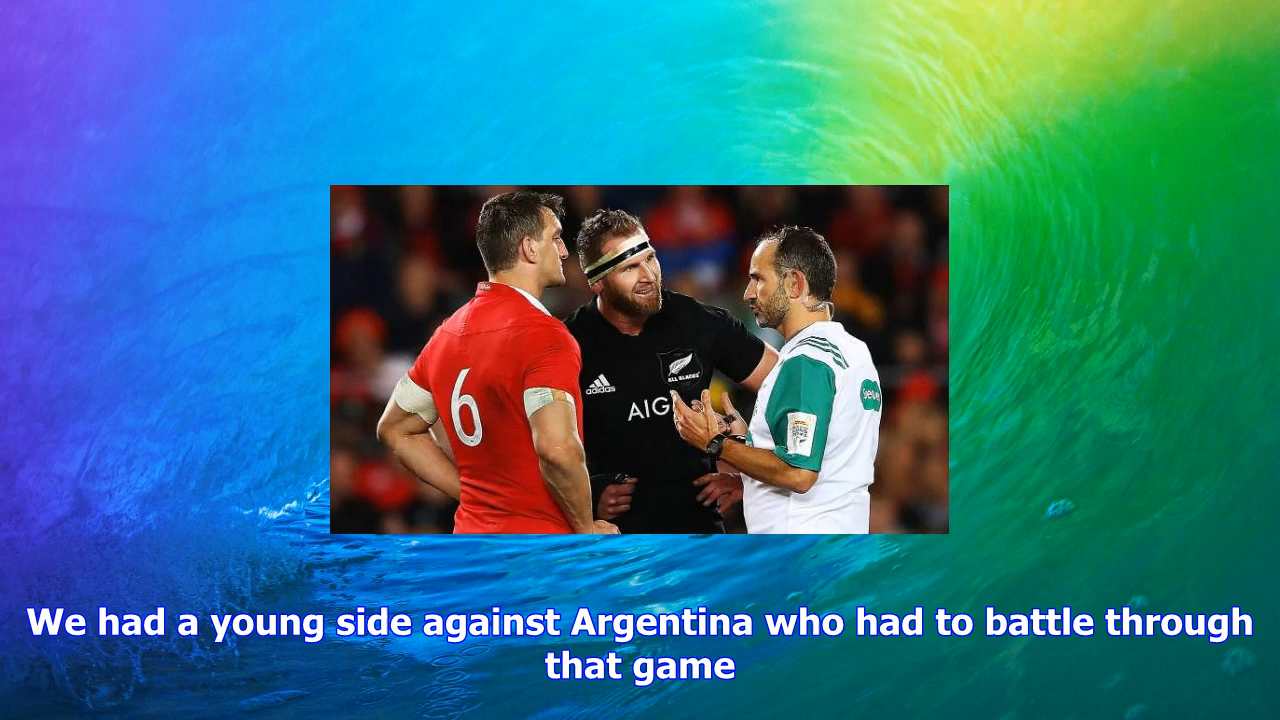 6
adidas
ALL BLACKS
AIG
We had a young side against Argentina who had to battle through
that game